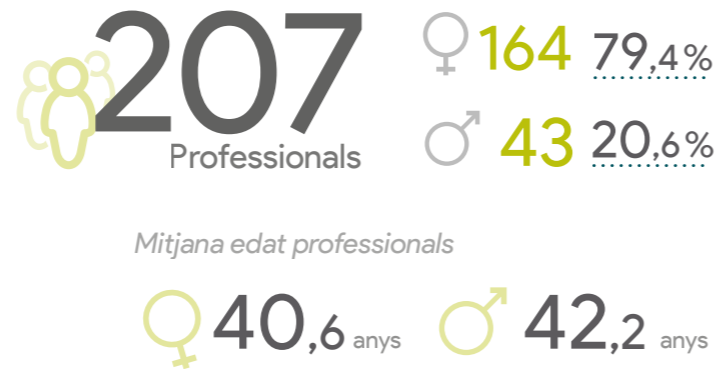 207
Professionals
164 79,4%
43 20,6%
Mitjana edat professionals
40,6 anys 42,2 anys